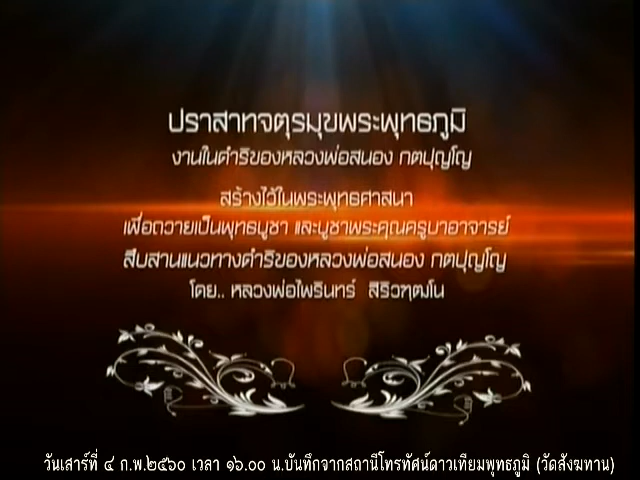 ปราสาทจตุรมุขพระพุทธภูมิ
งานในดำริของหลวงพ่อสนอง กตปุญโญ
สร้างไว้ในพระพุทธศาสนา
เพื่อถวายเป็นพุทธบูชา และบูชาพระคุณครูบาอาจารย์
สืบสานแนวทางดำริของหลวงพ่อสนอง กตปุญโญ
โดย.. หลวงพ่อไพรินทร์ สิริวฑฺฒโน
วันเสาร์ที่ ๔ ก.พ.๒๕๖๐ เวลา ๑๖.๐๐ น.บันทึกจากสถานีโทรทัศน์ดาวเทียมพุทธภูมิ (วัดสังฆทาน)